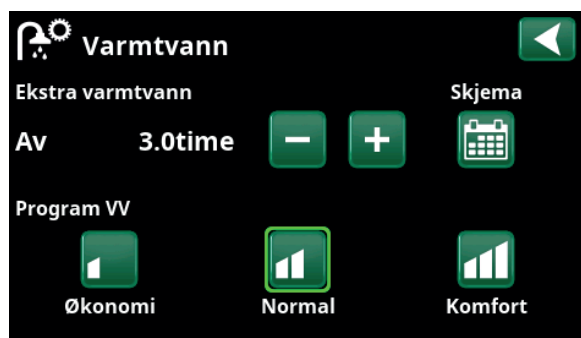 Varmtvann
Ekstra varmtvann
Skjema
Av 3.0time
Program VV
Økonomi
Normal
Komfort